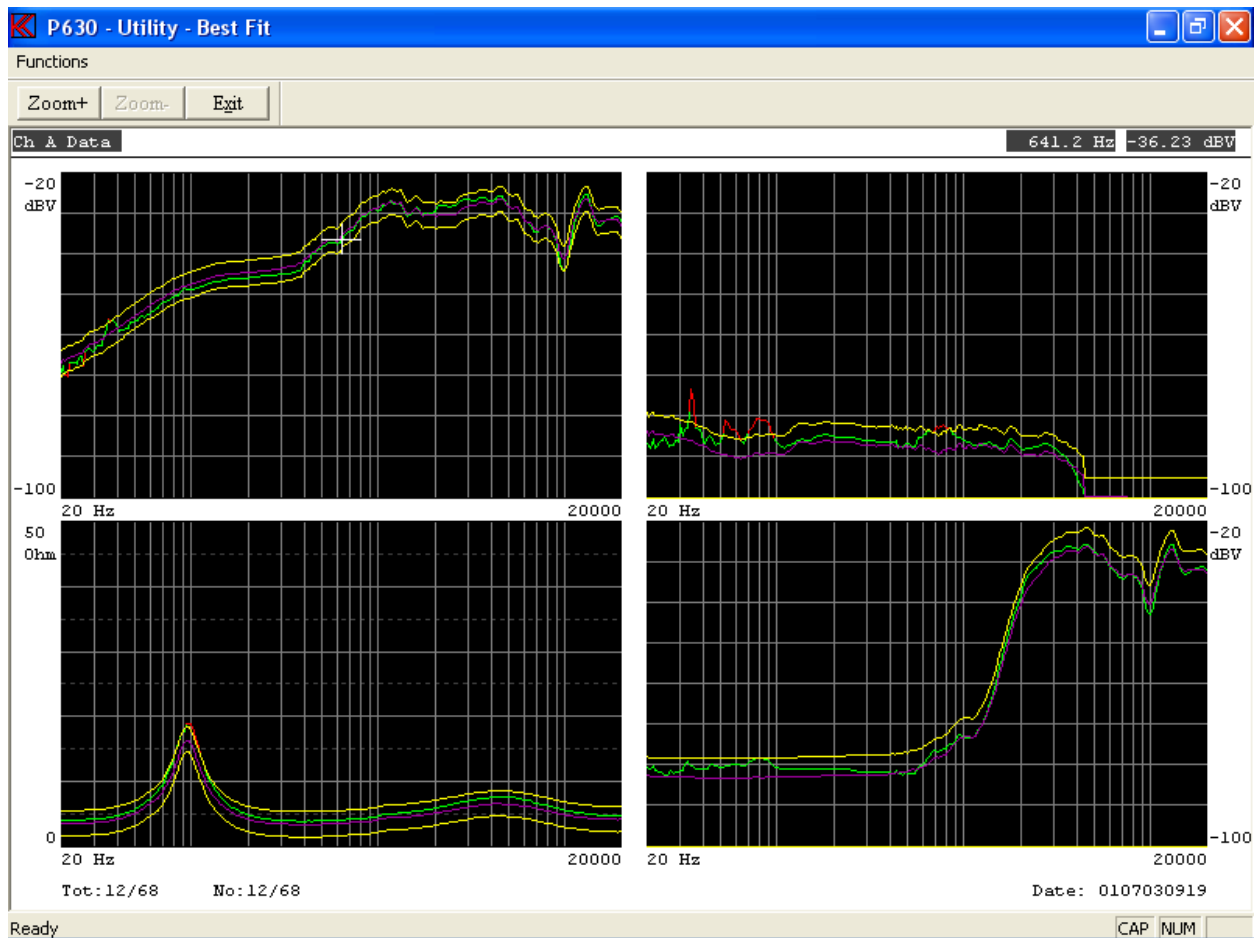 P630 - Utility - Best Fit
Functions
Zoom+ Zoom- Exit
Ch A Data 641.2 Hz -36.23 dBV
-20
dBV
-100
20 Hz 20000
-20
dBV
-100
20 Hz 20000
50
Ohm
0
20 Hz 20000
-20
dBV
-100
20 Hz 20000
Tot:12/68 No:12/68 Date: 0107030919
Ready CAP NUM